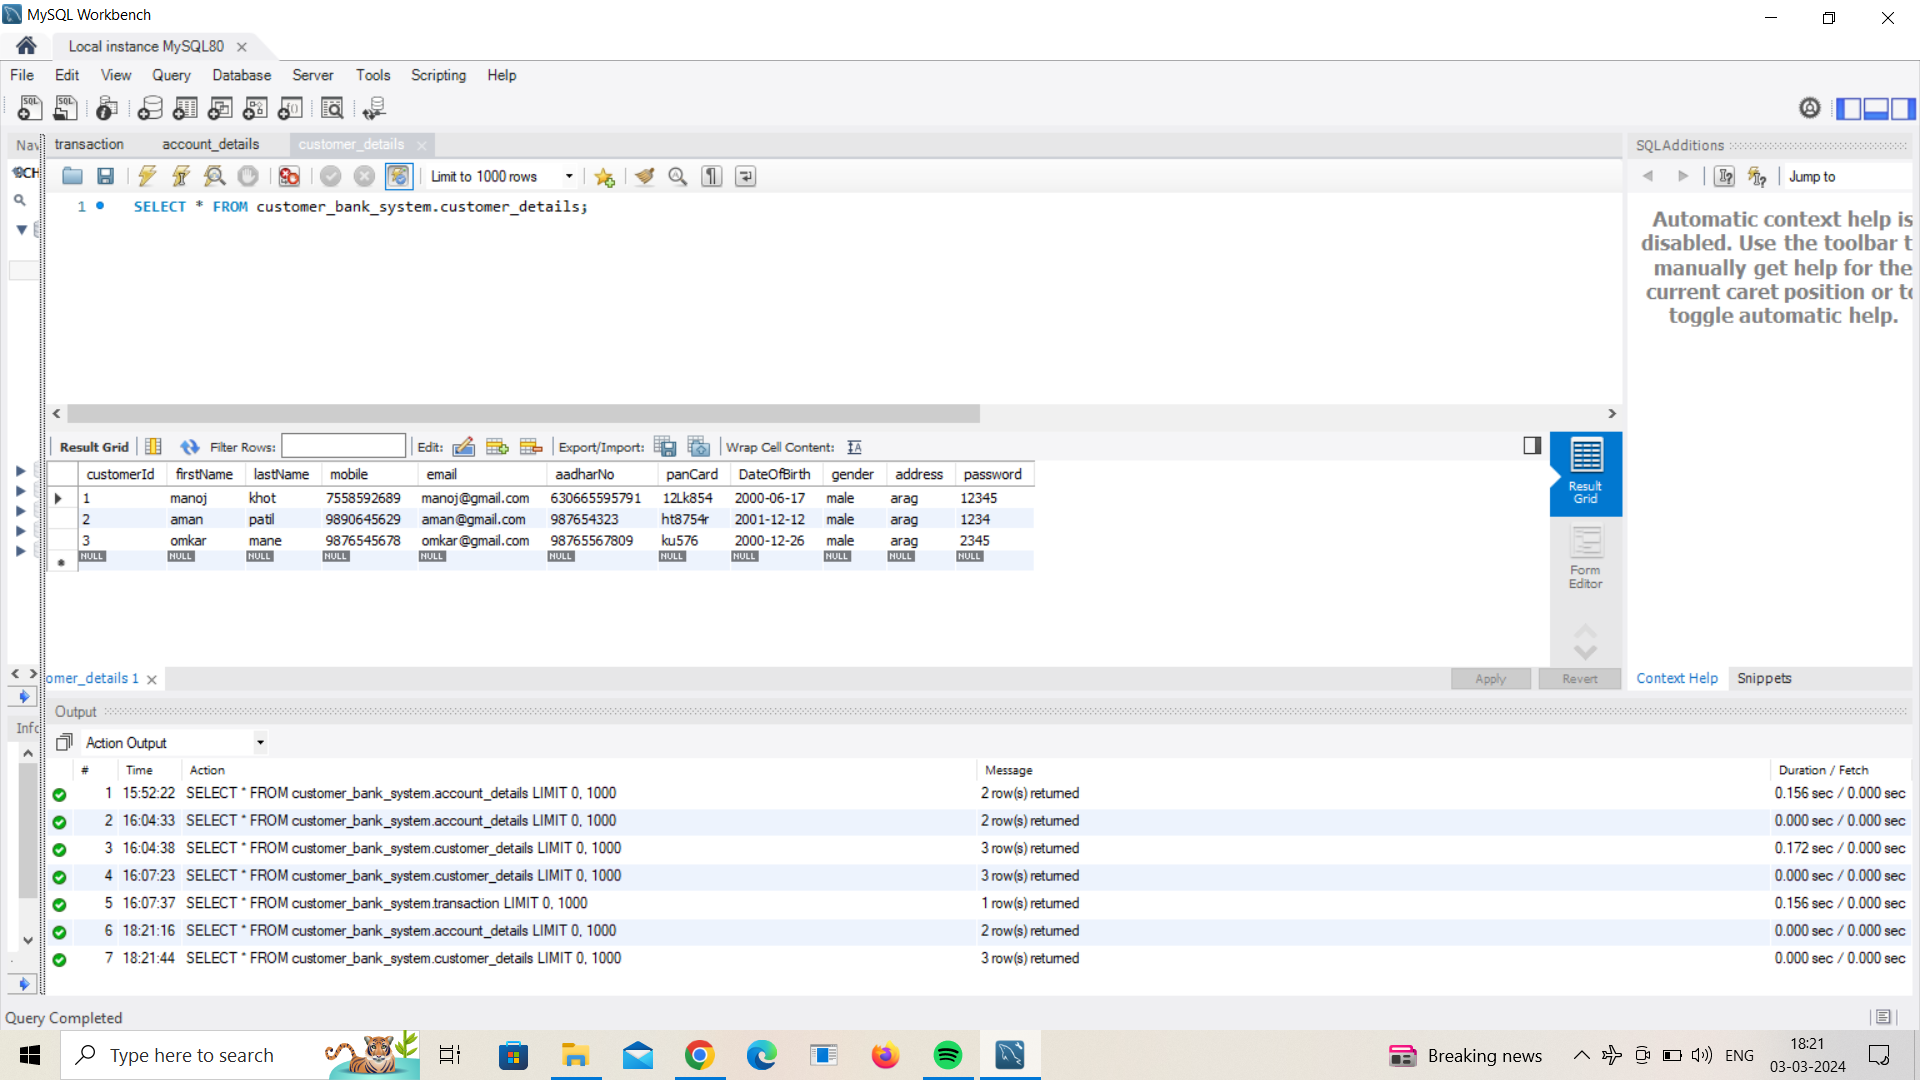 MySQL Workbench
Local instance MySQL80
File Edit View Query Database Server Tools Scripting Help
Nav
transaction account_details customer_details
SQLAdditions
SCH
Limit to 1000 rows
Jump to
1 SELECT * FROM customer_bank_system.customer_details;
Automatic context help is
disabled. Use the toolbar t
manually get help for the
current caret position or to
toggle automatic help.
Result Grid Filter Rows: Edit: Export/Import: Wrap Cell Content:
customerId firstName lastName mobile email aadharNo panCard DateOfBirth gender address password
1 manoj khot 7558592689 manoj@gmail.com 630665595791 12Lk854 2000-06-17 male arag 12345
2 aman patil 9890645629 aman@gmail.com 987654323 ht8754r 2001-12-12 male arag 1234
3 omkar mane 9876545678 omkar@gmail.com 98765567809 ku576 2000-12-26 male arag 2345
NULL NULL NULL NULL NULL NULL NULL NULL NULL NULL NULL
Result
Grid
Form
Editor
omer_details 1
Apply Revert
Context Help Snippets
Output
Info
Action Output
# Time Action Message Duration / Fetch
1 15:52:22 SELECT * FROM customer_bank_system.account_details LIMIT 0, 1000 2 row(s) returned 0.156 sec / 0.000 sec
2 16:04:33 SELECT * FROM customer_bank_system.account_details LIMIT 0, 1000 2 row(s) returned 0.000 sec / 0.000 sec
3 16:04:38 SELECT * FROM customer_bank_system.customer_details LIMIT 0, 1000 3 row(s) returned 0.172 sec / 0.000 sec
4 16:07:23 SELECT * FROM customer_bank_system.customer_details LIMIT 0, 1000 3 row(s) returned 0.000 sec / 0.000 sec
5 16:07:37 SELECT * FROM customer_bank_system.transaction LIMIT 0, 1000 1 row(s) returned 0.156 sec / 0.000 sec
6 18:21:16 SELECT * FROM customer_bank_system.account_details LIMIT 0, 1000 2 row(s) returned 0.000 sec / 0.000 sec
7 18:21:44 SELECT * FROM customer_bank_system.customer_details LIMIT 0, 1000 3 row(s) returned 0.000 sec / 0.000 sec
Query Completed
Type here to search
Breaking news
ENG
18:21
03-03-2024